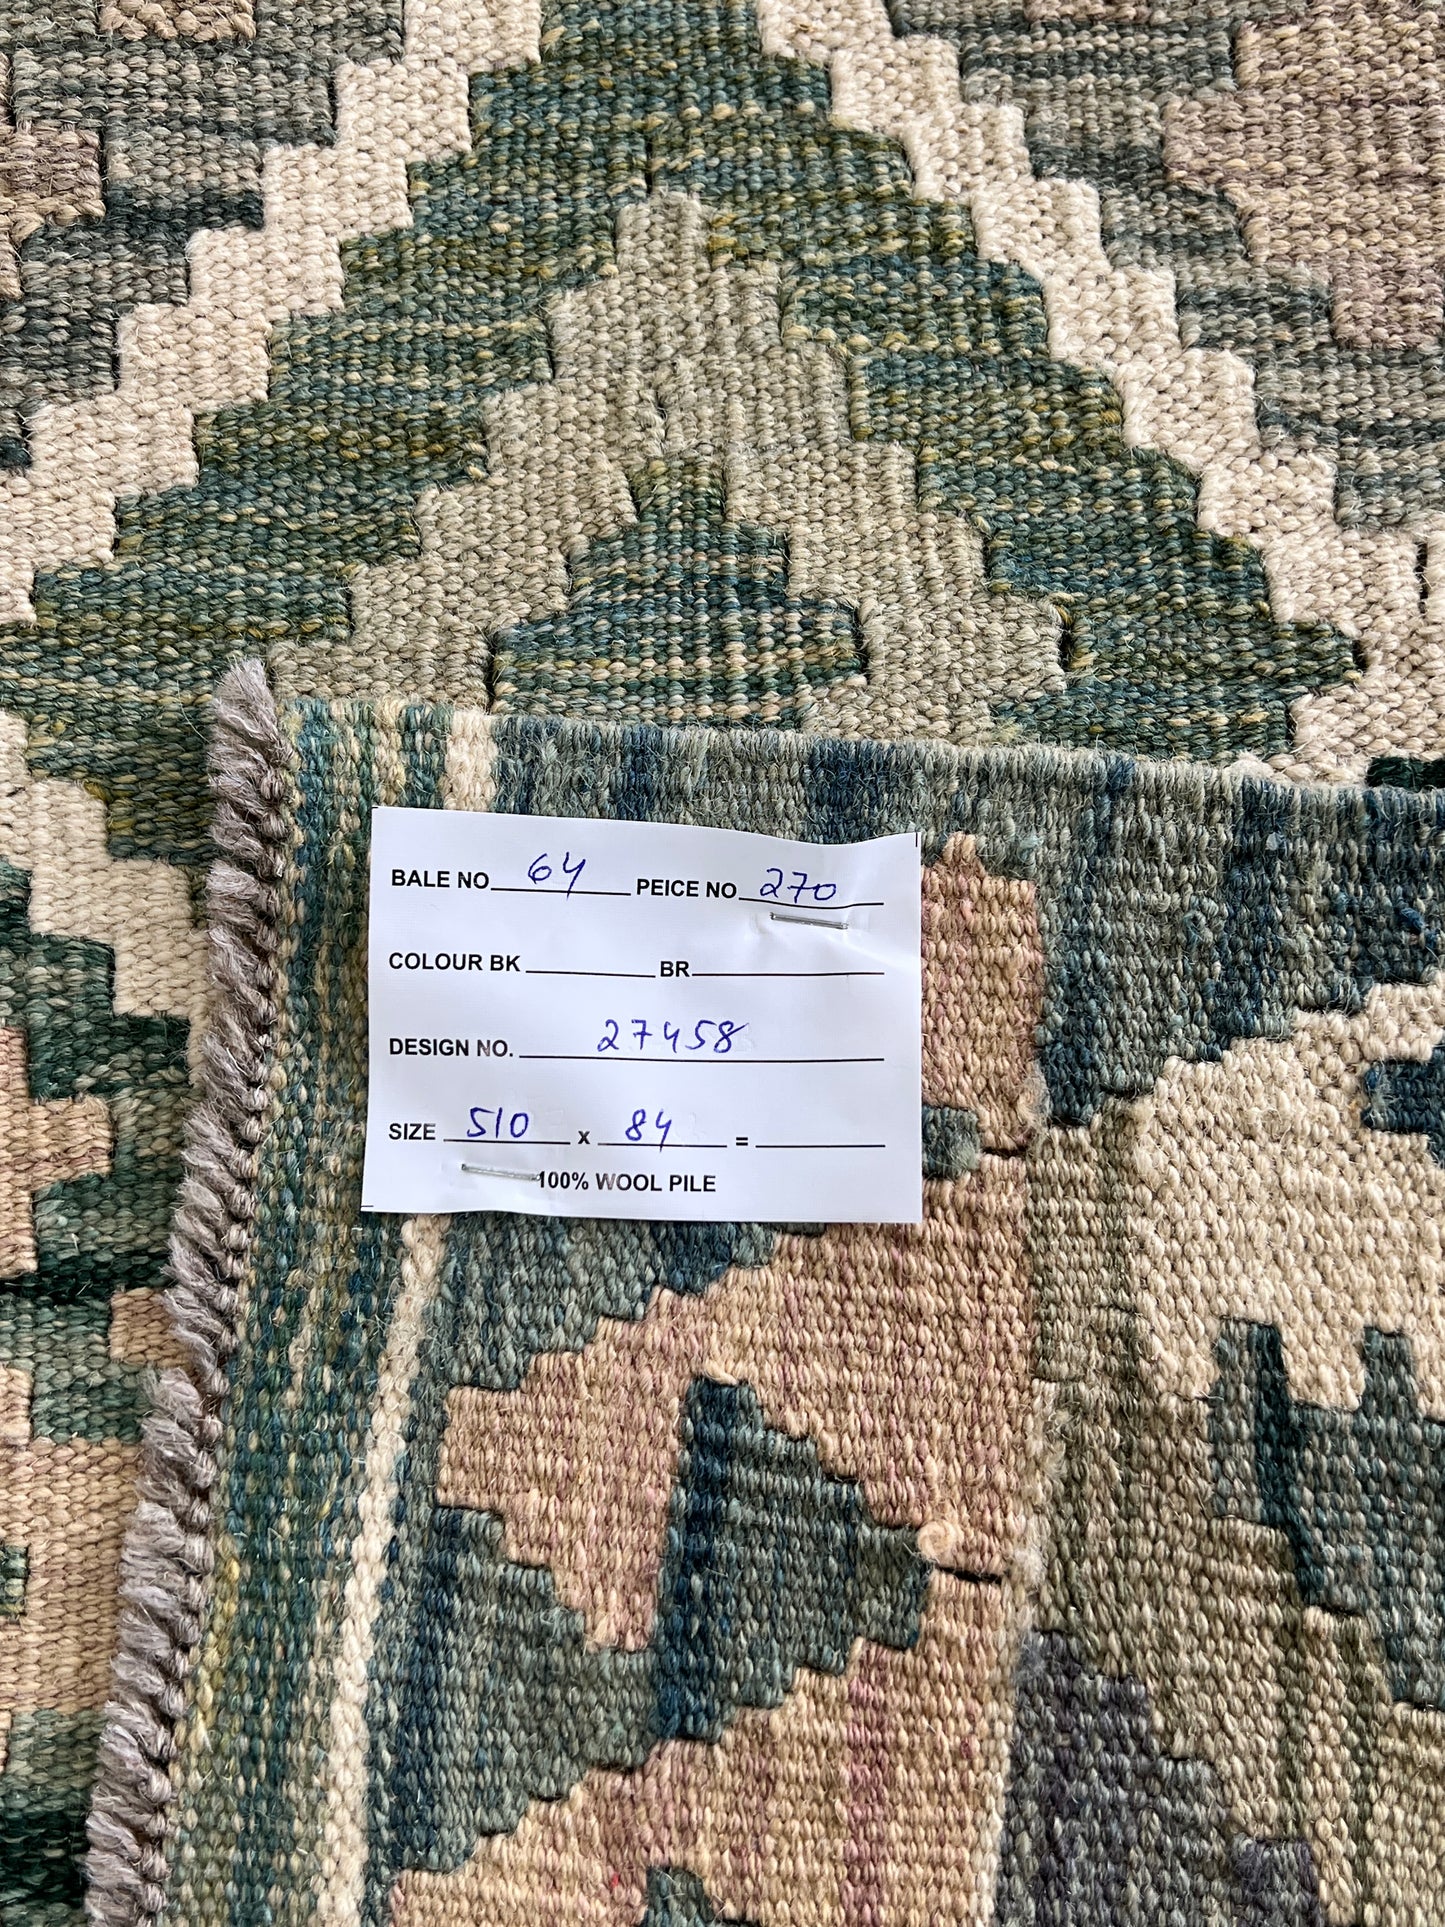 BALE NO 64 PEICE NO 270
COLOUR BK BR
DESIGN NO. 27458
SIZE 510 x 84 =
100% WOOL PILE